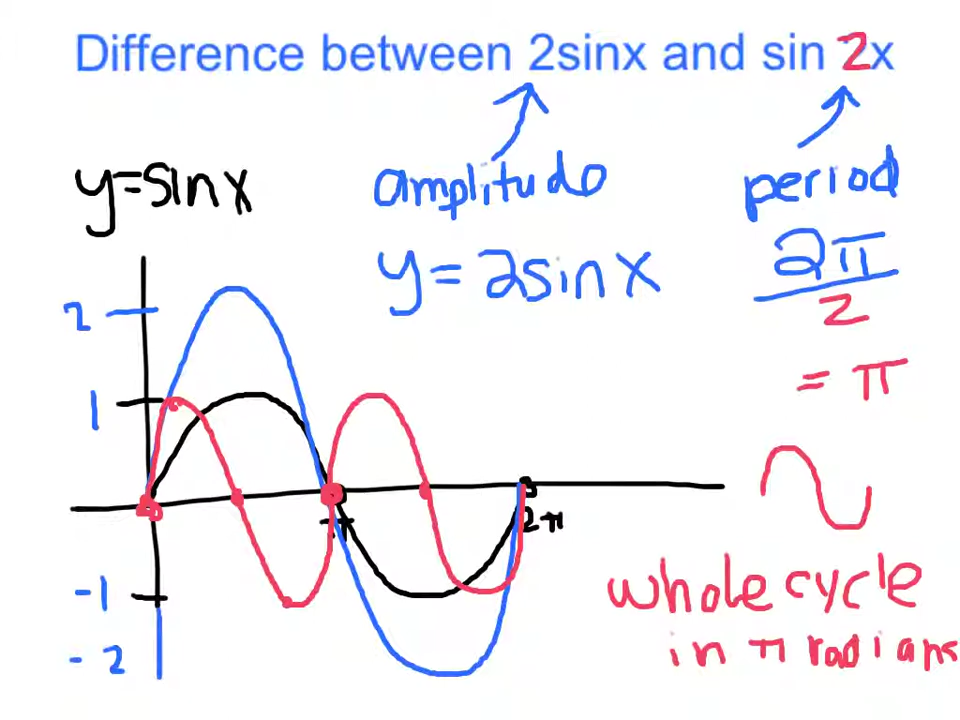 Difference between 2sinx and sin 2x
amplitude
period
y=sinx
y=2sinx
2π
2
= π
2
1
π
2π
-1
-2
whole cycle
in π radians